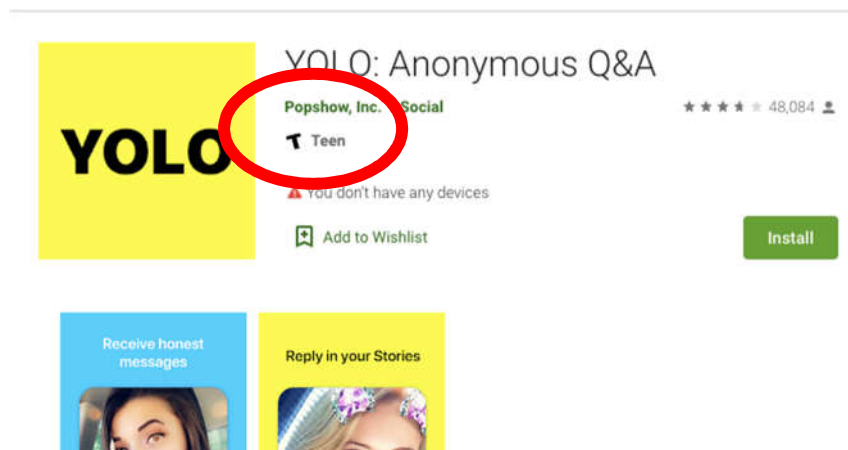 YOLO
YOLO: Anonymous Q&A
Popshow, Inc. Social
48,084
T Teen
You don't have any devices
Add to Wishlist
Install
Receive honest
messages
Reply in your Stories